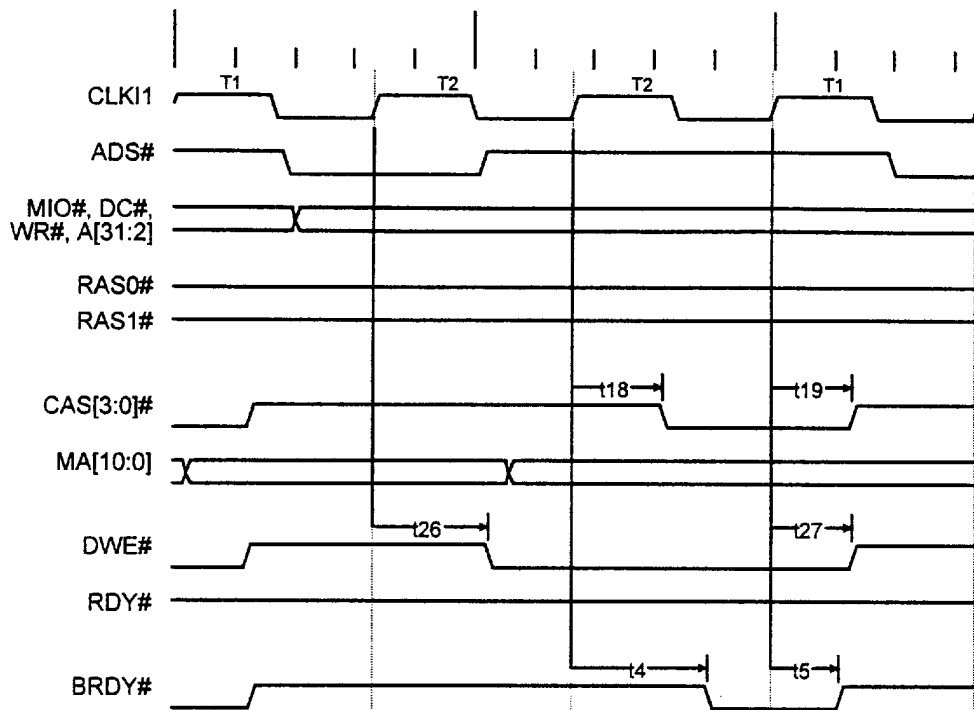 T1 T2 T2 T1
CLKI1
ADS#
MIO#, DC#,
WR#, A[31:2]
RAS0#
RAS1#
t18 t19
CAS[3:0]#
MA[10:0]
t26 t27
DWE#
RDY#
t4 t5
BRDY#